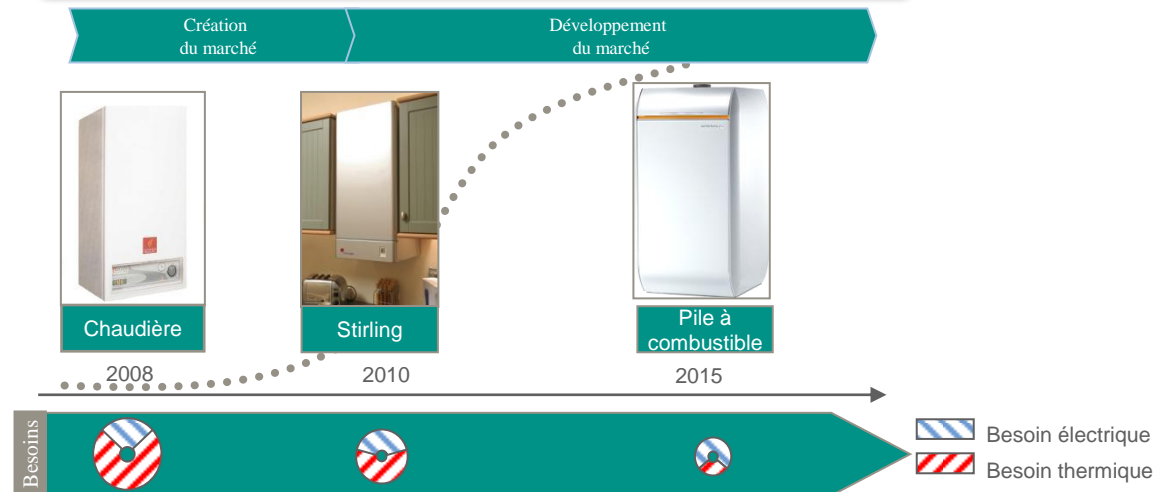 Création
du marché
Développement
du marché
Chaudière
Stirling
Pile à
combustible
2008
2010
2015
Besoins
Besoin électrique
Besoin thermique